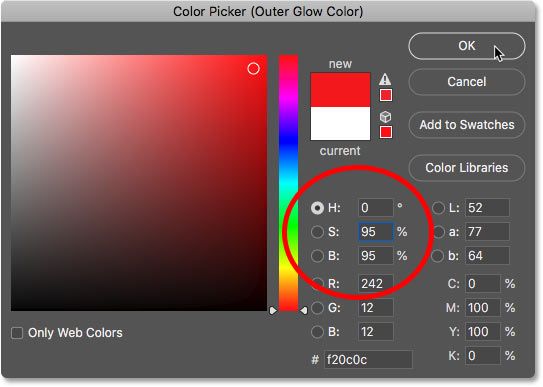 Color Picker (Outer Glow Color)
OK
new
Cancel
Add to Swatches
current
Color Libraries
H: 0 ° L: 52
S: 95 % a: 77
B: 95 % b: 64
R: 242 C: 0 %
G: 12 M: 100 %
B: 12 Y: 100 %
Only Web Colors
# f20c0c K: 0 %